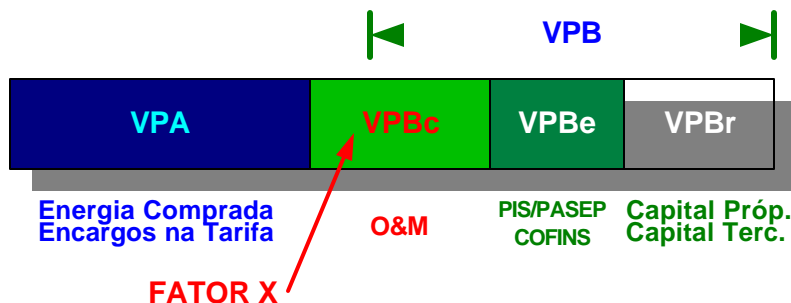 VPB
VPA
VPBc
VPBe
VPBr
Energia Comprada
Encargos na Tarifa
O&M
PIS/PASEP
COFINS
Capital Próp.
Capital Terc.
FATOR X